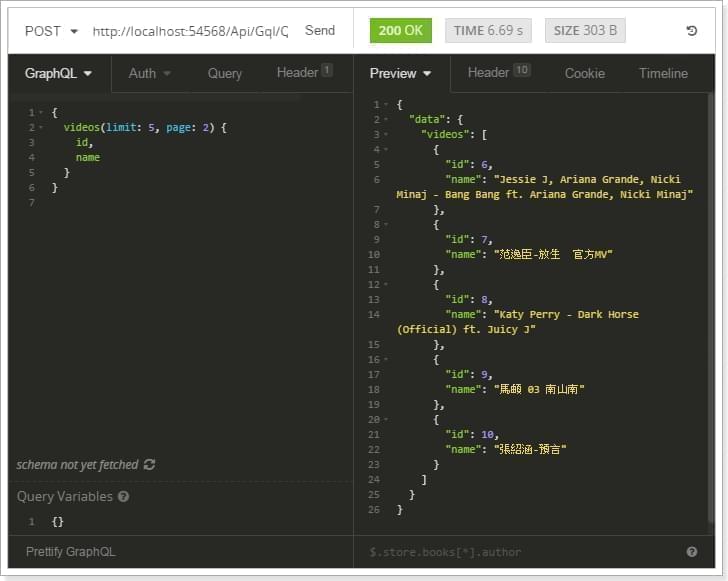 POST http://localhost:54568/Api/Gql/Q Send
200 OK TIME 6.69 s SIZE 303 B
GraphQL Auth Query Header 1
Preview Header 10 Cookie Timeline
1 {
2 videos(limit: 5, page: 2) {
3 id,
4 name
5 }
6 }
7
schema not yet fetched
Query Variables
1 {}
Prettify GraphQL
1 {
2 "data": {
3 "videos": [
4 {
5 "id": 6,
6 "name": "Jessie J, Ariana Grande, Nicki
Minaj - Bang Bang ft. Ariana Grande, Nicki Minaj"
7 },
8 {
9 "id": 7,
10 "name": "范逸臣-放生 官方MV"
11 },
12 {
13 "id": 8,
14 "name": "Katy Perry - Dark Horse
(Official) ft. Juicy J"
15 },
16 {
17 "id": 9,
18 "name": "馬頔 03 南山南"
19 },
20 {
21 "id": 10,
22 "name": "張紹涵-預言"
23 }
24 ]
25 }
26 }
$.store.books[*].author